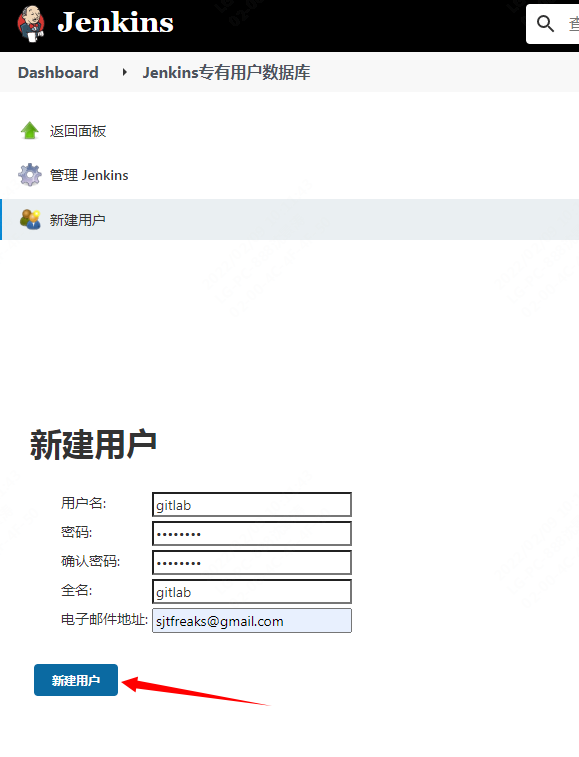 Jenkins
查
Dashboard
Jenkins专有用户数据库
返回面板
管理 Jenkins
新建用户
新建用户
用户名: gitlab
密码: ••••••••
确认密码: ••••••••
全名: gitlab
电子邮件地址: sjtfreaks@gmail.com
新建用户